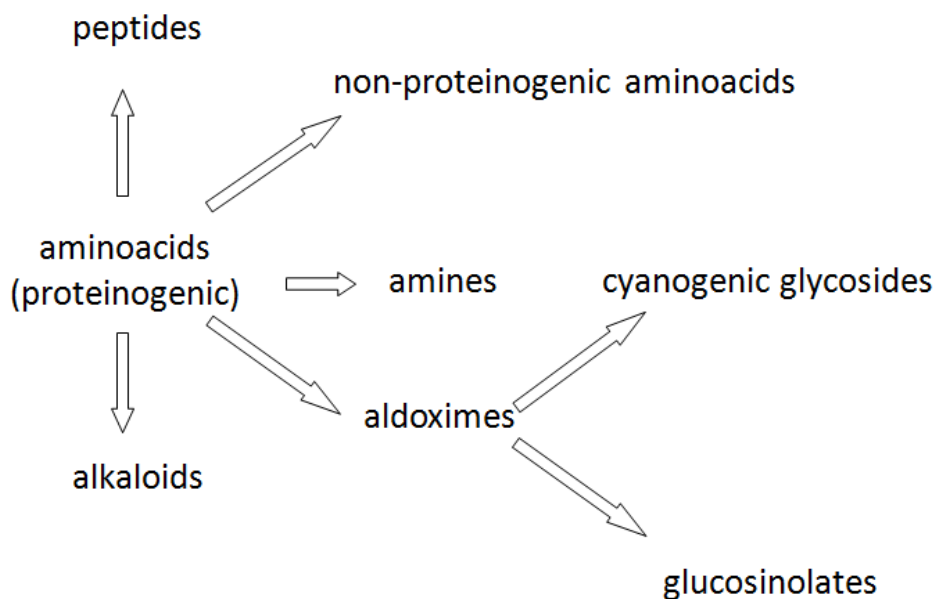 peptides
non-proteinogenic aminoacids
aminoacids
(proteinogenic)
amines
cyanogenic glycosides
aldoximes
alkaloids
glucosinolates